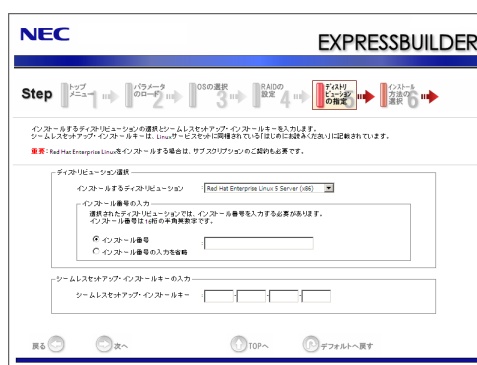 NEC
EXPRESSBUILDER
Step
トップメニュー 1
パラメータのロード 2
OSの選択 3
RAIDの設定 4
ディストリビューションの指定
インストール方法の選択 6
インストールするディストリビューションの選択とシームレスセットアップ・インストールキーを入力します。
シームレスセットアップ・インストールキーは、Linuxサービスセットに同梱されている「はじめにお読みください」に記載されています。
重要：Red Hat Enterprise Linuxをインストールする場合は、サブスクリプションのご契約も必要です。
ディストリビューション選択
インストールするディストリビューション : Red Hat Enterprise Linux 5 Server (x86)
インストール番号の入力
選択されたディストリビューションでは、インストール番号を入力する必要があります。
インストール番号は16桁の半角英数字です。
インストール番号 :
インストール番号の入力を省略
シームレスセットアップ・インストールキーの入力
シームレスセットアップ・インストールキー : - - -
戻る 次へ TOPへ デフォルトへ戻す